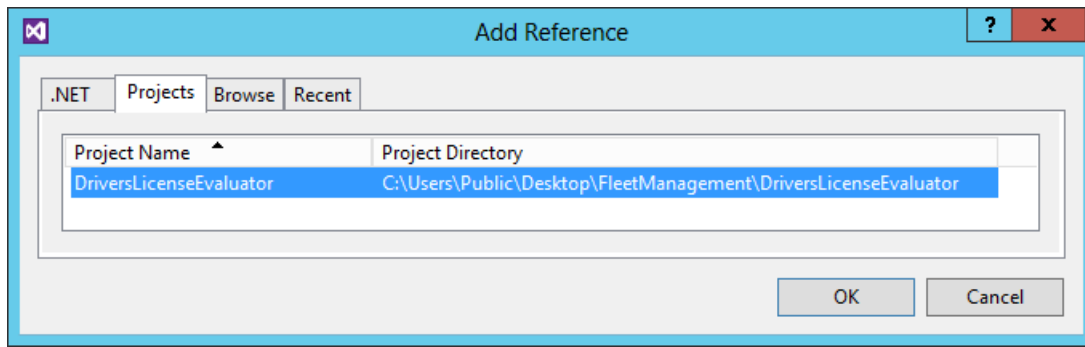 Add Reference
?
x
.NET Projects Browse Recent
Project Name Project Directory
DriversLicenseEvaluator C:\Users\Public\Desktop\FleetManagement\DriversLicenseEvaluator
OK Cancel